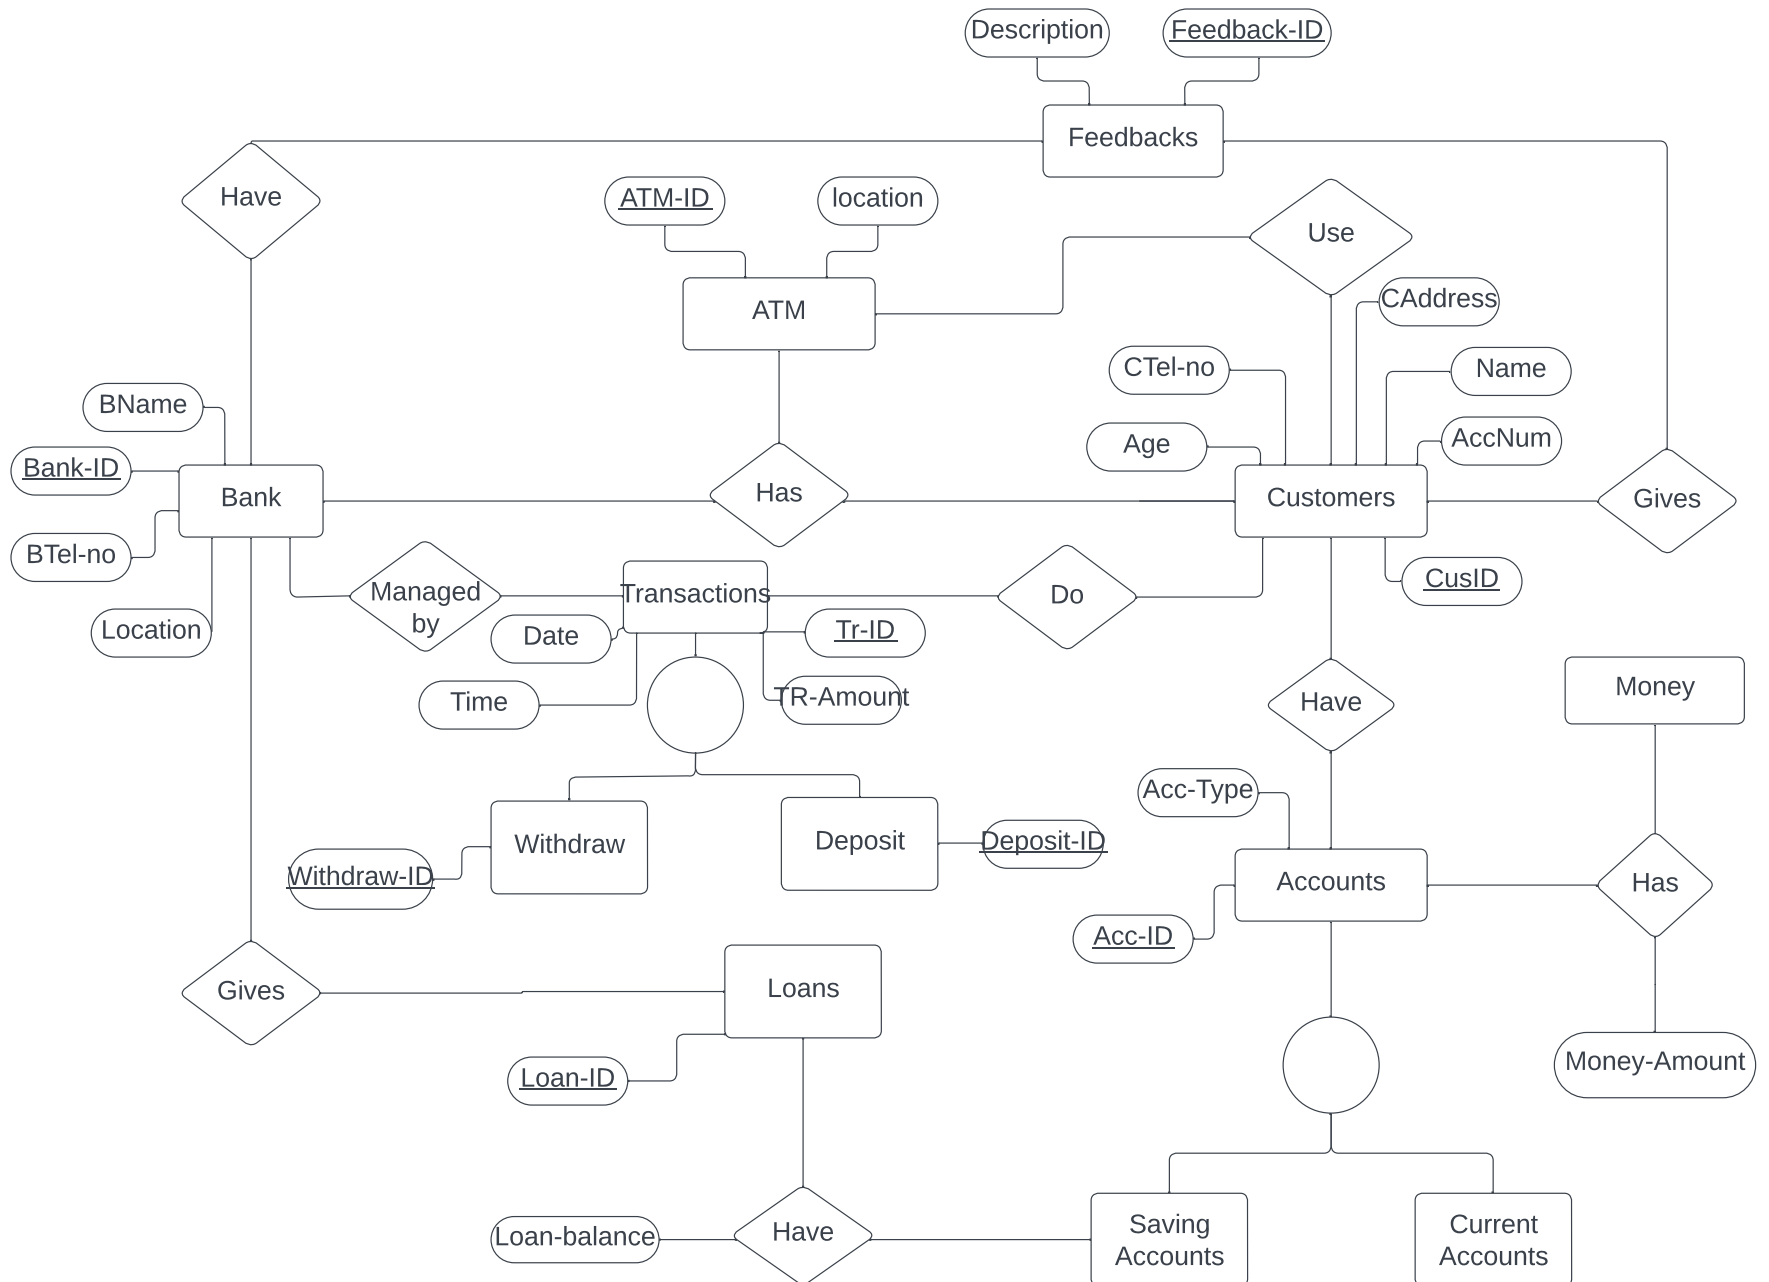 Description
Feedback-ID
Feedbacks
Have
ATM-ID
location
Use
ATM
CAddress
CTel-no
Name
BName
Age
AccNum
Bank-ID
Bank
Has
Customers
Gives
BTel-no
Managed
by
Transactions
Do
CusID
Location
Date
Tr-ID
Time
TR-Amount
Have
Money
Acc-Type
Withdraw
Deposit
Deposit-ID
Withdraw-ID
Accounts
Has
Acc-ID
Gives
Loans
Loan-ID
Money-Amount
Loan-balance
Have
Saving
Accounts
Current
Accounts